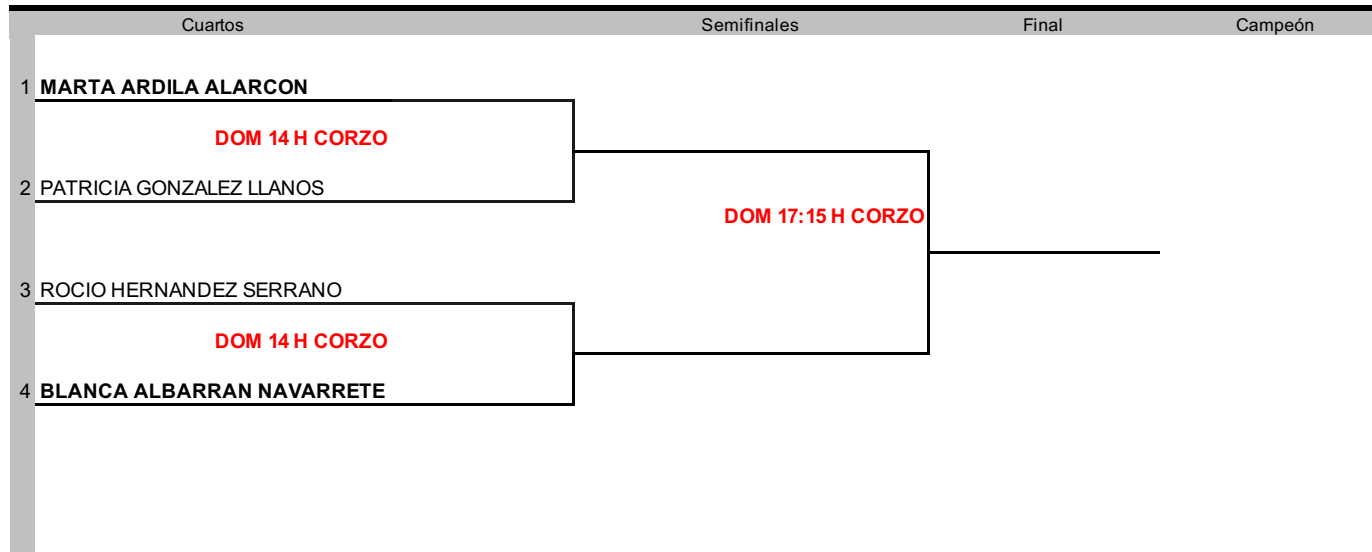 Cuartos Semifinales Final Campeón
1 MARTA ARDILA ALARCON
DOM 14 H CORZO
2 PATRICIA GONZALEZ LLANOS
DOM 17:15 H CORZO
3 ROCIO HERNANDEZ SERRANO
DOM 14 H CORZO
4 BLANCA ALBARRAN NAVARRETE